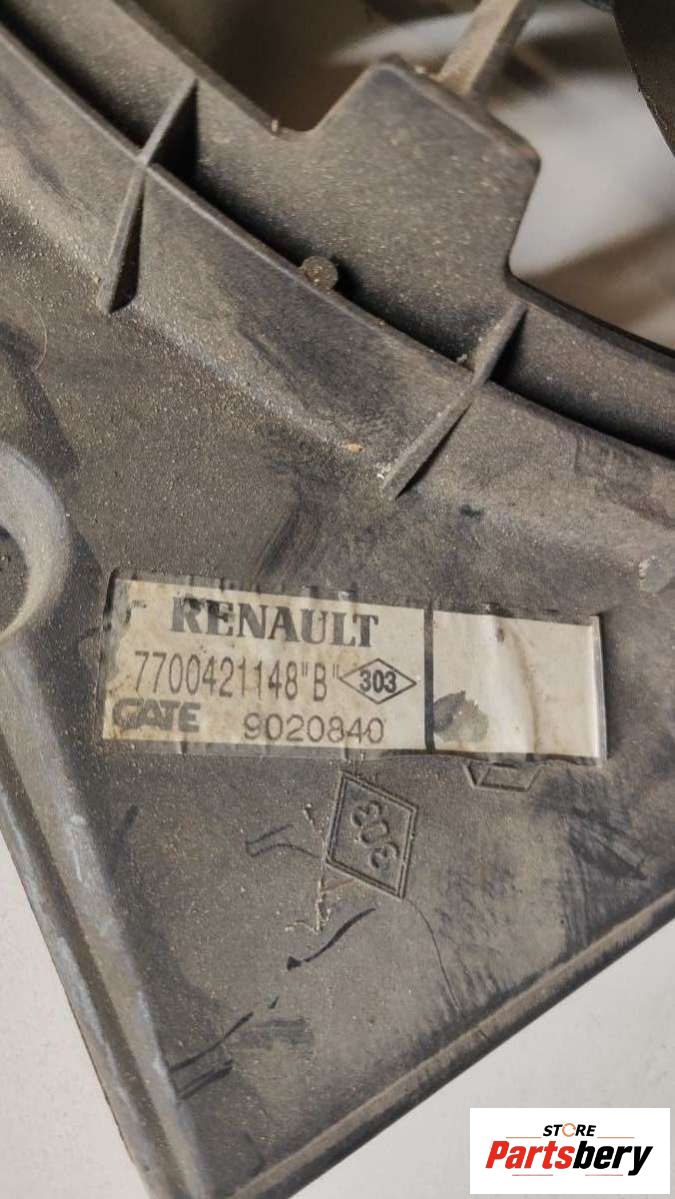 RENAULT
7700421148"B" 303
GATE 9020840
303
STORE
Partsbery